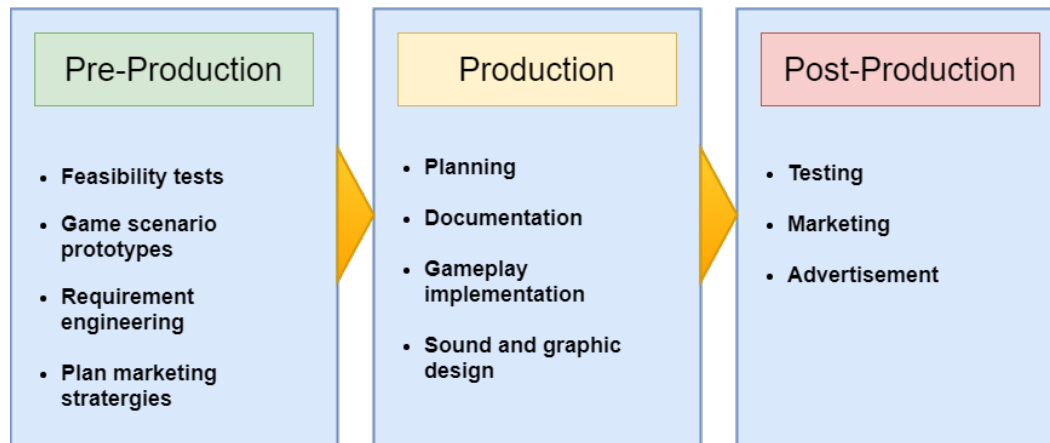 Pre-Production
• Feasibility tests
• Game scenario
prototypes
• Requirement
engineering
• Plan marketing
stratergies
Production
• Planning
• Documentation
• Gameplay
implementation
• Sound and graphic
design
Post-Production
• Testing
• Marketing
• Advertisement